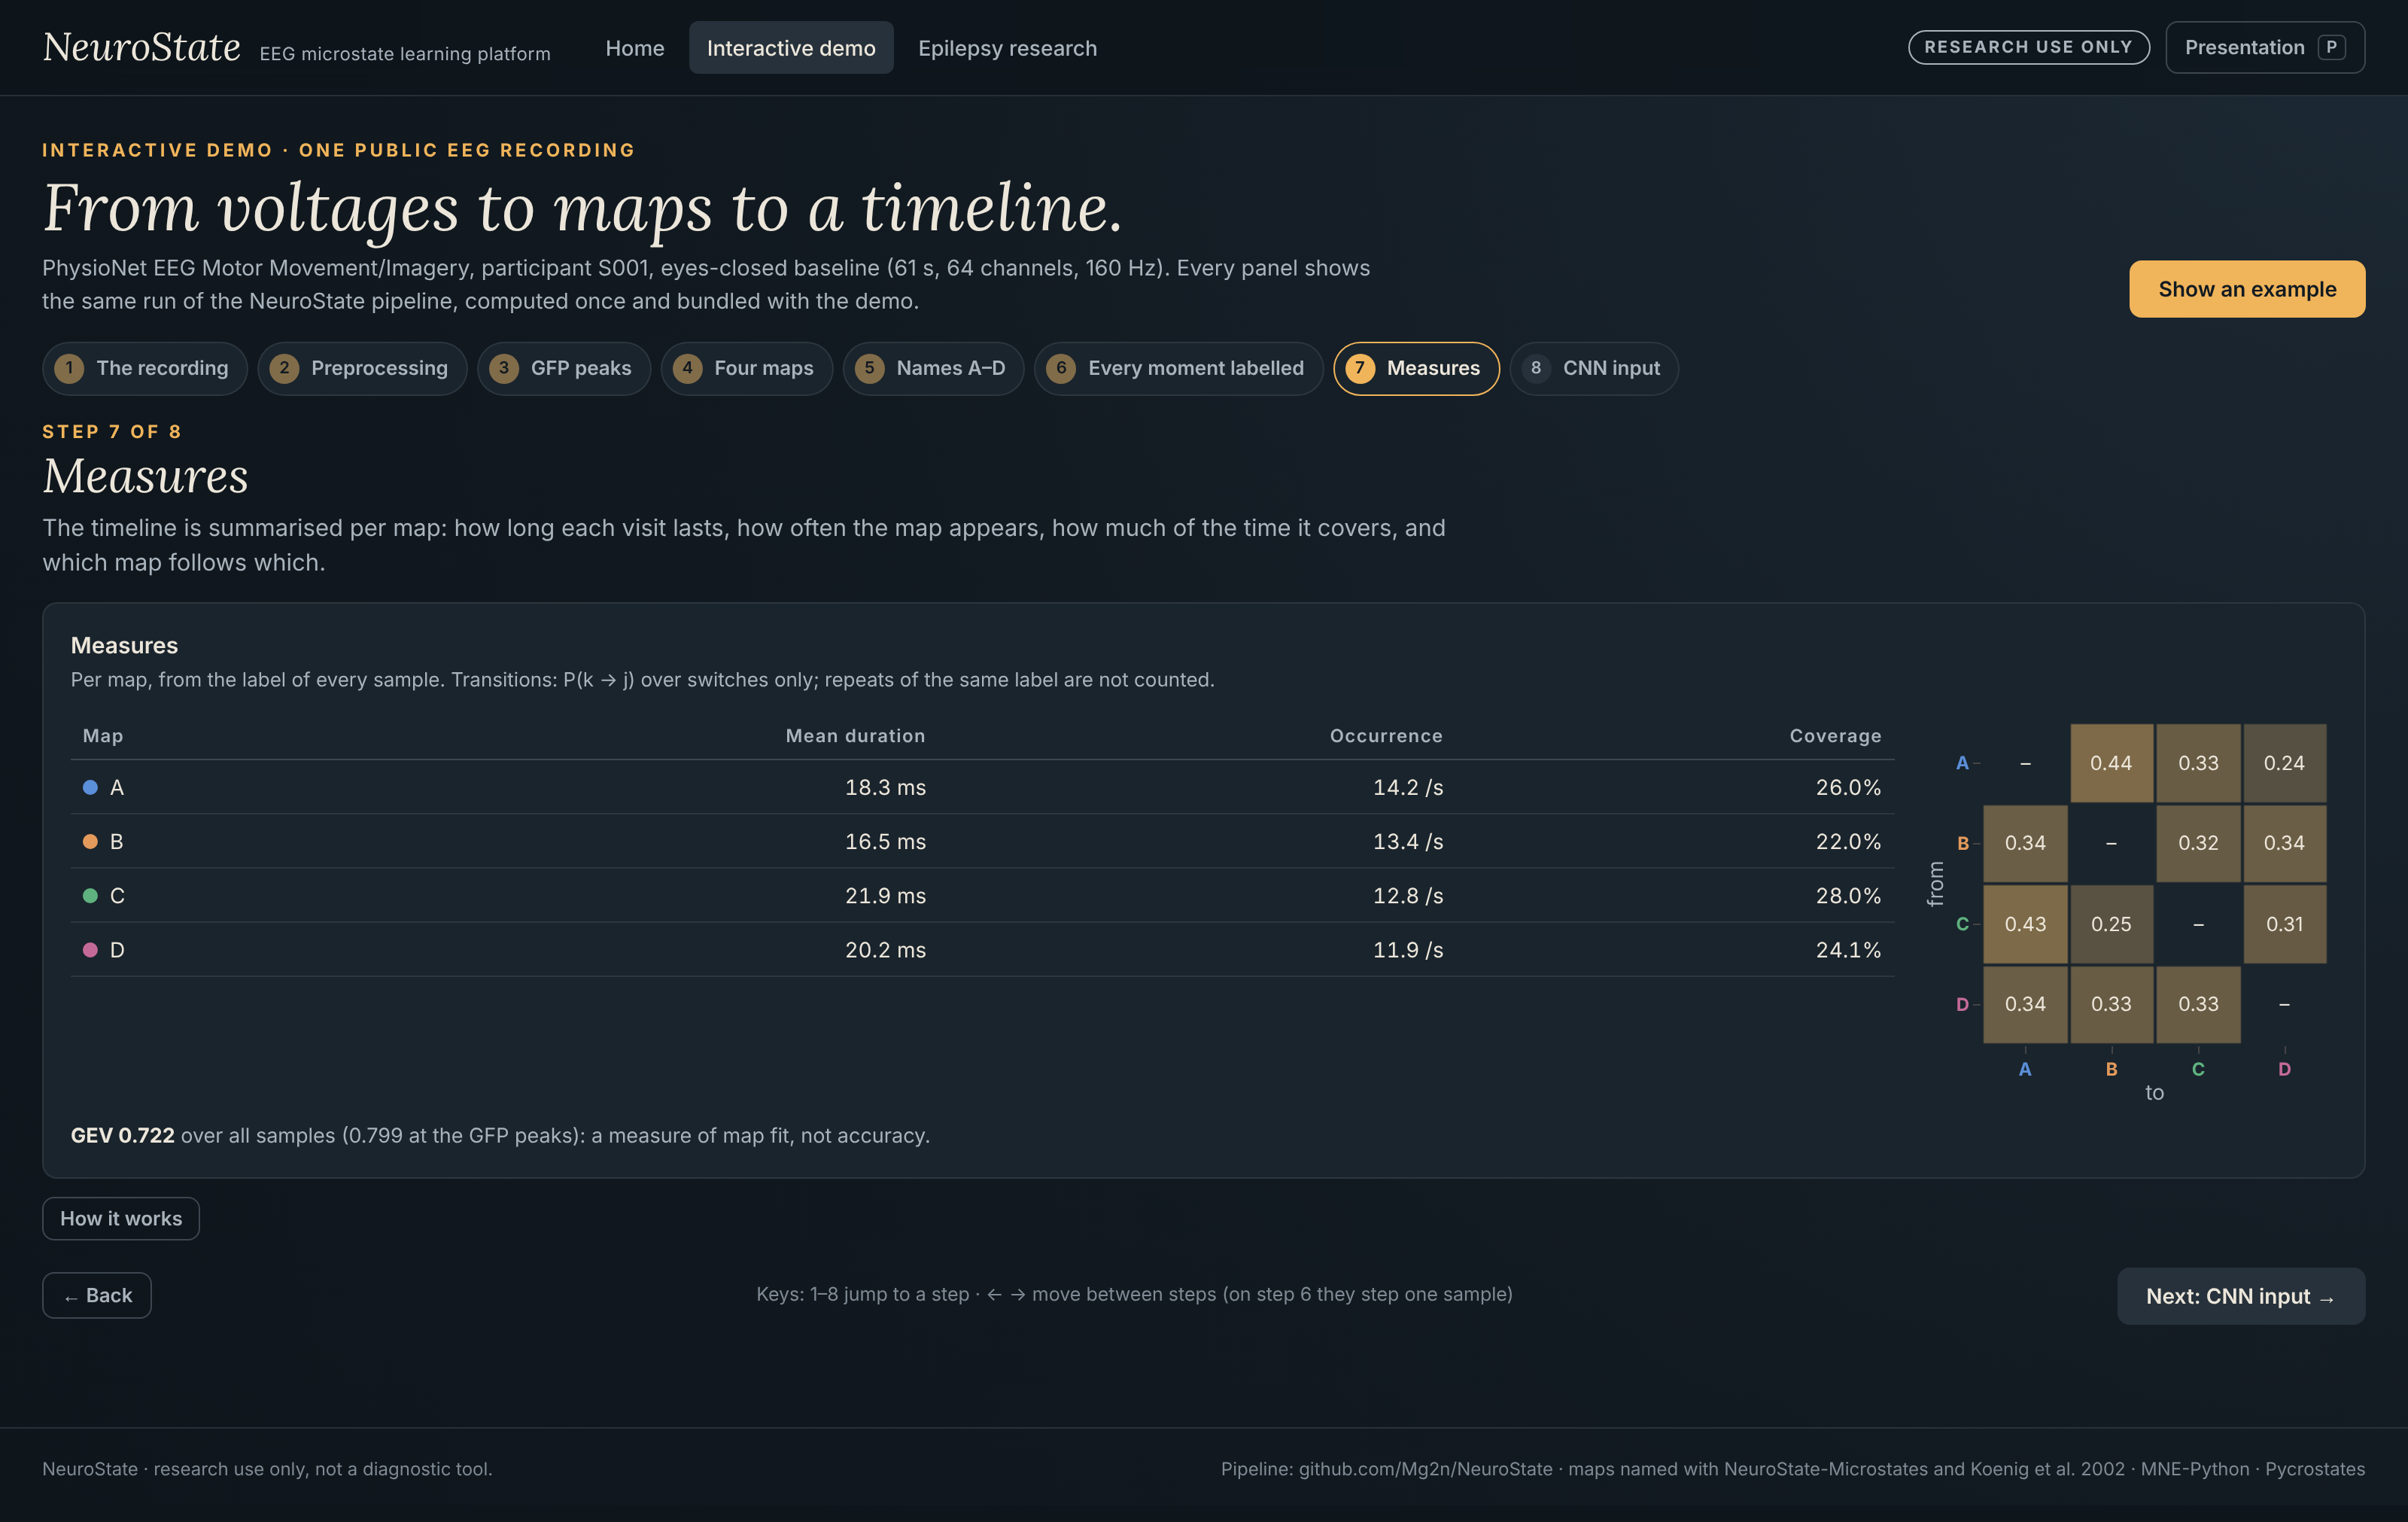 NeuroState EEG microstate learning platform Home Interactive demo Epilepsy research RESEARCH USE ONLY Presentation P
INTERACTIVE DEMO · ONE PUBLIC EEG RECORDING
From voltages to maps to a timeline.
PhysioNet EEG Motor Movement/Imagery, participant S001, eyes-closed baseline (61 s, 64 channels, 160 Hz). Every panel shows
the same run of the NeuroState pipeline, computed once and bundled with the demo.
Show an example
1 The recording 2 Preprocessing 3 GFP peaks 4 Four maps 5 Names A–D 6 Every moment labelled 7 Measures 8 CNN input
STEP 7 OF 8
Measures
The timeline is summarised per map: how long each visit lasts, how often the map appears, how much of the time it covers, and
which map follows which.
Measures
Per map, from the label of every sample. Transitions: P(k → j) over switches only; repeats of the same label are not counted.
Map Mean duration Occurrence Coverage
A 18.3 ms 14.2 /s 26.0%
B 16.5 ms 13.4 /s 22.0%
C 21.9 ms 12.8 /s 28.0%
D 20.2 ms 11.9 /s 24.1%
from
A – 0.44 0.33 0.24
B 0.34 – 0.32 0.34
C 0.43 0.25 – 0.31
D 0.34 0.33 0.33 –
A B C D
to
GEV 0.722 over all samples (0.799 at the GFP peaks): a measure of map fit, not accuracy.
How it works
← Back
Keys: 1–8 jump to a step · ← → move between steps (on step 6 they step one sample)
Next: CNN input →
NeuroState · research use only, not a diagnostic tool.
Pipeline: github.com/Mg2n/NeuroState · maps named with NeuroState-Microstates and Koenig et al. 2002 · MNE-Python · Pycrostates